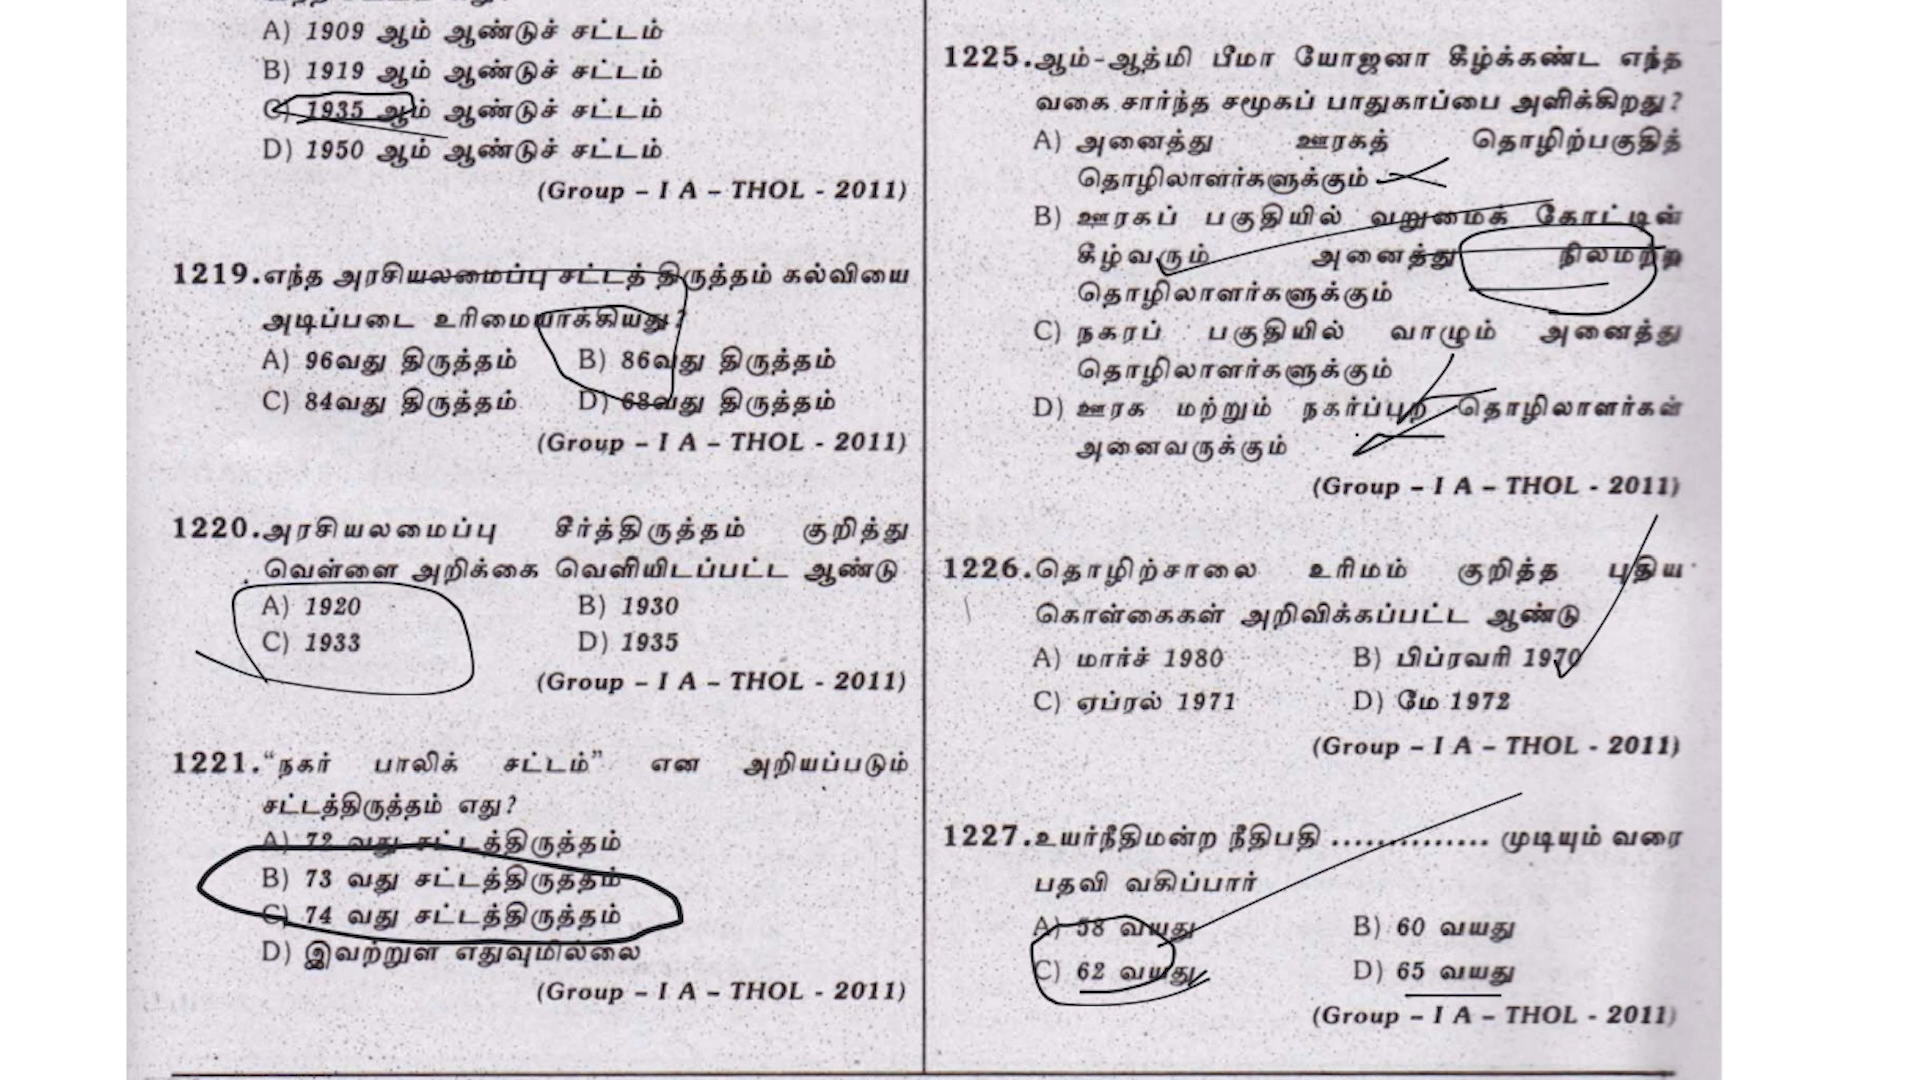 A) 1909 ஆம் ஆண்டுச் சட்டம்
B) 1919 ஆம் ஆண்டுச் சட்டம்
C) 1935 ஆம் ஆண்டுச் சட்டம்
D) 1950 ஆம் ஆண்டுச் சட்டம்
(Group – I A – THOL - 2011)
1219. எந்த அரசியலமைப்பு சட்டத் திருத்தம் கல்வியை
அடிப்படை உரிமையாக்கியது?
A) 96வது திருத்தம் B) 86வது திருத்தம்
C) 84வது திருத்தம் D) 68வது திருத்தம்
(Group – I A – THOL - 2011)
1220. அரசியலமைப்பு சீர்த்திருத்தம் குறித்து
வெள்ளை அறிக்கை வெளியிடப்பட்ட ஆண்டு
A) 1920 B) 1930
C) 1933 D) 1935
(Group – I A – THOL - 2011)
1221. “நகர் பாலிக் சட்டம்” என அறியப்படும்
சட்டத்திருத்தம் எது?
A) 72 வது சட்டத்திருத்தம்
B) 73 வது சட்டத்திருத்தம்
C) 74 வது சட்டத்திருத்தம்
D) இவற்றுள் எதுவுமில்லை
(Group – I A – THOL - 2011)
1225. ஆம்-ஆத்மி பீமா யோஜனா கீழ்க்கண்ட எந்த
வகை சார்ந்த சமூகப் பாதுகாப்பை அளிக்கிறது?
A) அனைத்து ஊரகத் தொழிற்பகுதித்
தொழிலாளர்களுக்கும்
B) ஊரகப் பகுதியில் வறுமைக் கோட்டின்
கீழ்வரும் அனைத்து நிலமற்ற
தொழிலாளர்களுக்கும்
C) நகரப் பகுதியில் வாழும் அனைத்து
தொழிலாளர்களுக்கும்
D) ஊரக மற்றும் நகர்ப்புற தொழிலாளர்கள்
அனைவருக்கும்
(Group – I A – THOL - 2011)
1226. தொழிற்சாலை உரிமம் குறித்த புதிய
கொள்கைகள் அறிவிக்கப்பட்ட ஆண்டு
A) மார்ச் 1980 B) பிப்ரவரி 1970
C) ஏப்ரல் 1971 D) மே 1972
(Group – I A – THOL - 2011)
1227. உயர்நீதிமன்ற நீதிபதி .............. முடியும் வரை
பதவி வகிப்பார்
A) 58 வயது B) 60 வயது
C) 62 வயது D) 65 வயது
(Group – I A – THOL - 2011)